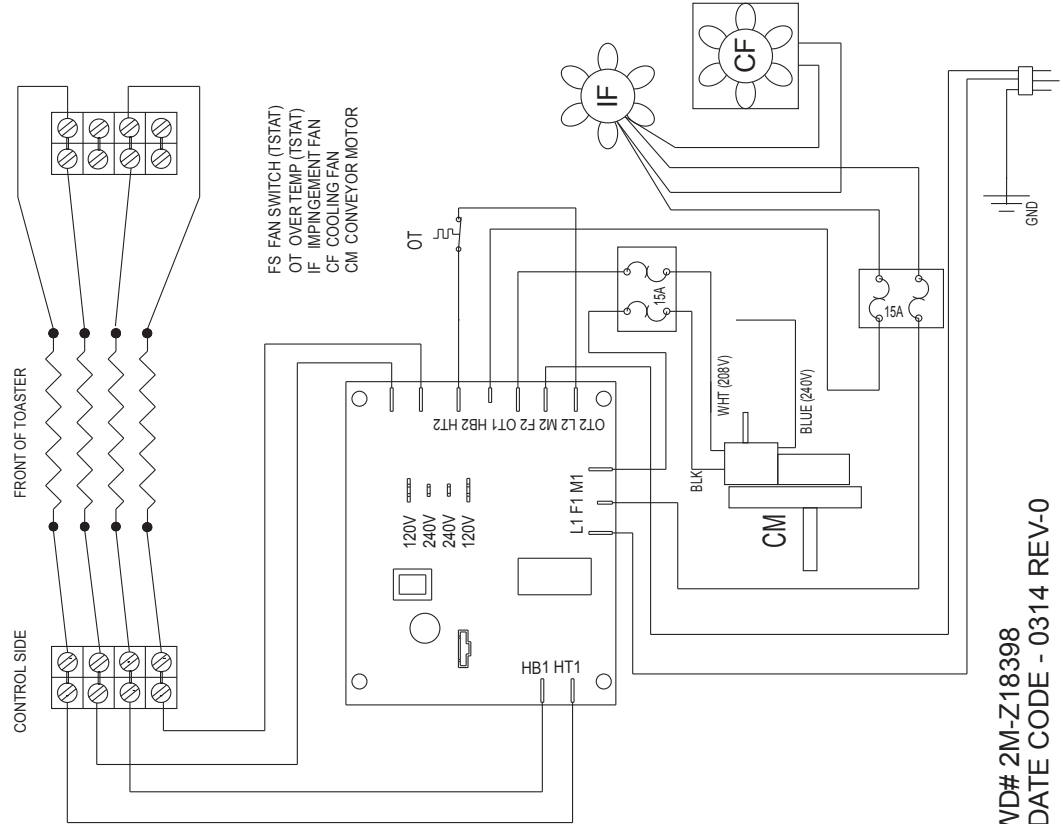 FRONT OF TOASTER
CONTROL SIDE
FS FAN SWITCH (TSTAT)
OT OVER TEMP (TSTAT)
IF IMPINGEMENT FAN
CF COOLING FAN
CM CONVEYOR MOTOR
IF
CF
OT
15A
15A
GND
120V
240V
240V
120V
OT2 L2 M2 F2 OT1 HB2 HT2
L1 F1 M1
HB1 HT1
BLK
WHT (208V)
BLUE (240V)
CM
WD# 2M-Z18398
DATE CODE - 0314 REV-0